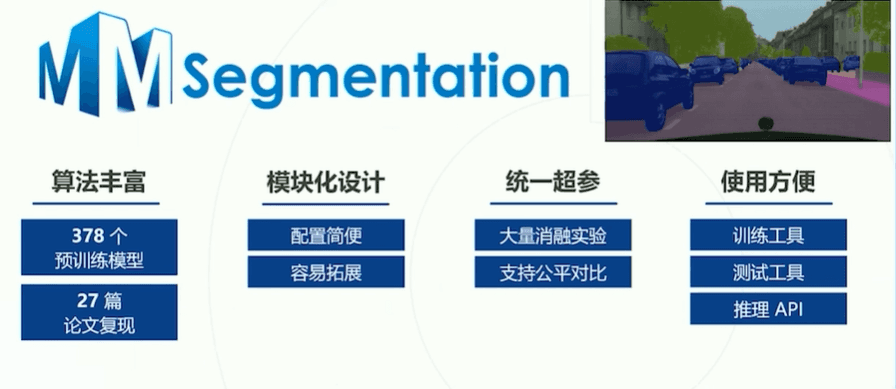 MMSegmentation
算法丰富
378 个
预训练模型
27 篇
论文复现
模块化设计
配置简便
容易拓展
统一超参
大量消融实验
支持公平对比
使用方便
训练工具
测试工具
推理 API